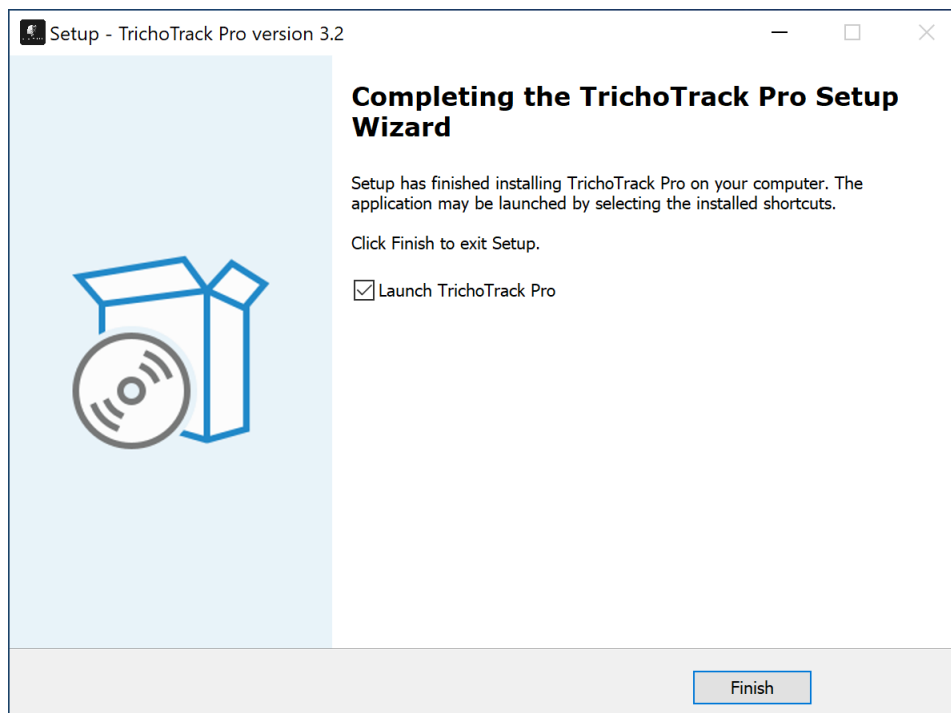 Setup - TrichoTrack Pro version 3.2
Completing the TrichoTrack Pro Setup
Wizard
Setup has finished installing TrichoTrack Pro on your computer. The
application may be launched by selecting the installed shortcuts.
Click Finish to exit Setup.
Launch TrichoTrack Pro
Finish